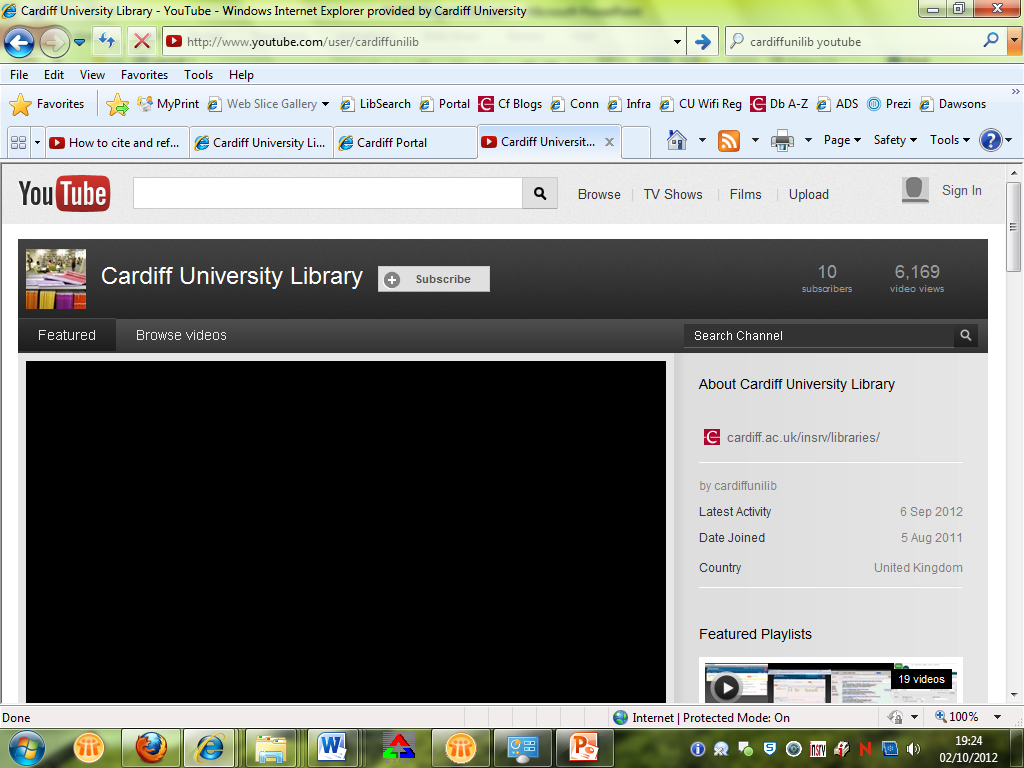 Cardiff University Library - YouTube - Windows Internet Explorer provided by Cardiff University
http://www.youtube.com/user/cardiffunilib
cardiffunilib youtube
File Edit View Favorites Tools Help
Favorites MyPrint Web Slice Gallery LibSearch Portal Cf Blogs Conn Infra CU Wifi Reg Db A-Z ADS Prezi Dawsons
How to cite and ref... Cardiff University Li... Cardiff Portal Cardiff Universit... Page Safety Tools
YouTube Browse TV Shows Films Upload Sign In
Cardiff University Library Subscribe
10 6,169
subscribers video views
Featured Browse videos Search Channel
About Cardiff University Library
cardiff.ac.uk/insrv/libraries/
by cardiffunilib
Latest Activity 6 Sep 2012
Date Joined 5 Aug 2011
Country United Kingdom
Featured Playlists
19 videos
Done Internet | Protected Mode: On 100%
19:24
02/10/2012